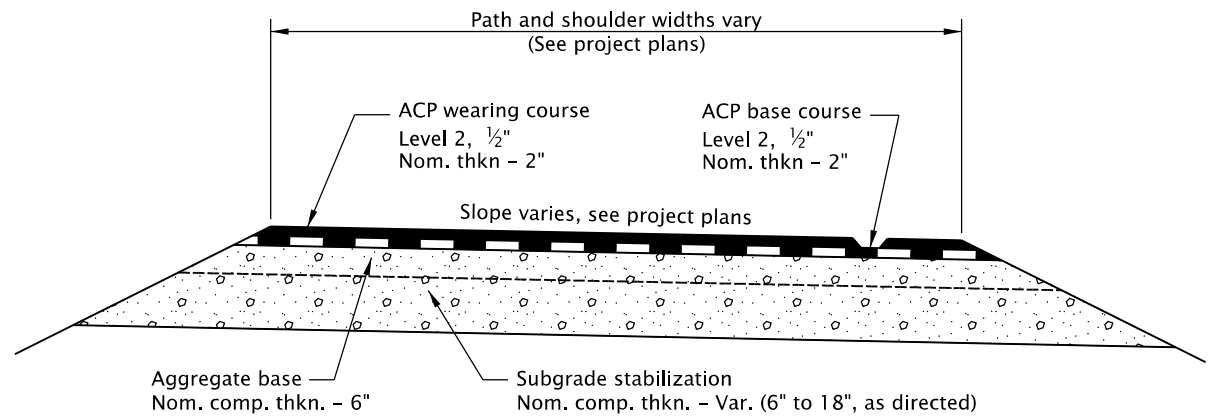 Path and shoulder widths vary
(See project plans)
ACP wearing course
Level 2, ½"
Nom. thkn – 2"
ACP base course
Level 2, ½"
Nom. thkn – 2"
Slope varies, see project plans
Aggregate base
Nom. comp. thkn. – 6"
Subgrade stabilization
Nom. comp. thkn. – Var. (6" to 18", as directed)